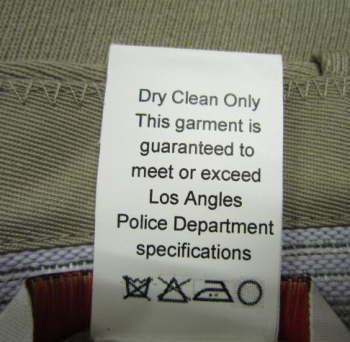 Dry Clean Only
This garment is
guaranteed to
meet or exceed
Los Angles
Police Department
specifications